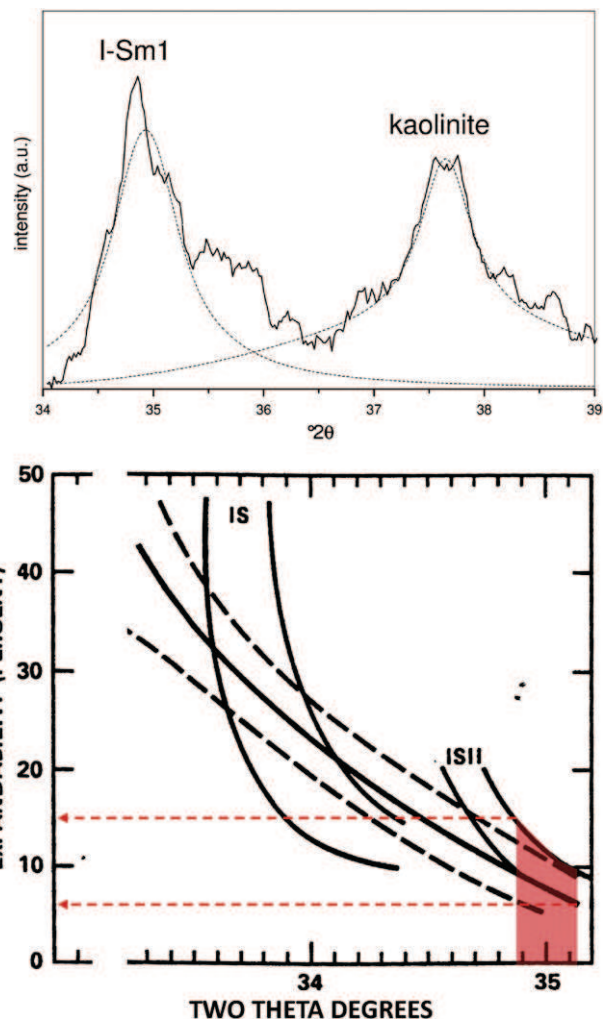 I-Sm1
kaolinite
intensity (a.u.)
34 35 36 37 38 39
°2θ
50
40
30
20
10
0
IS
ISII
34 35
TWO THETA DEGREES